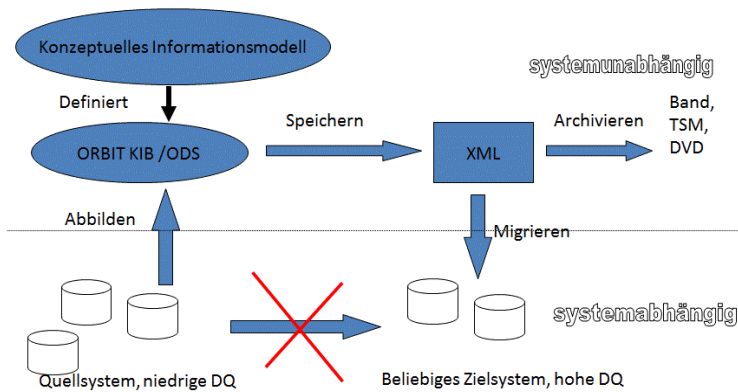 Konzeptuelles Informationsmodell
systemunabhängig
Definiert
Speichern
Archivieren
Band,
TSM,
DVD
ORBIT KIB /ODS
XML
Abbilden
Migrieren
systemabhängig
Quellsystem, niedrige DQ
Beliebiges Zielsystem, hohe DQ